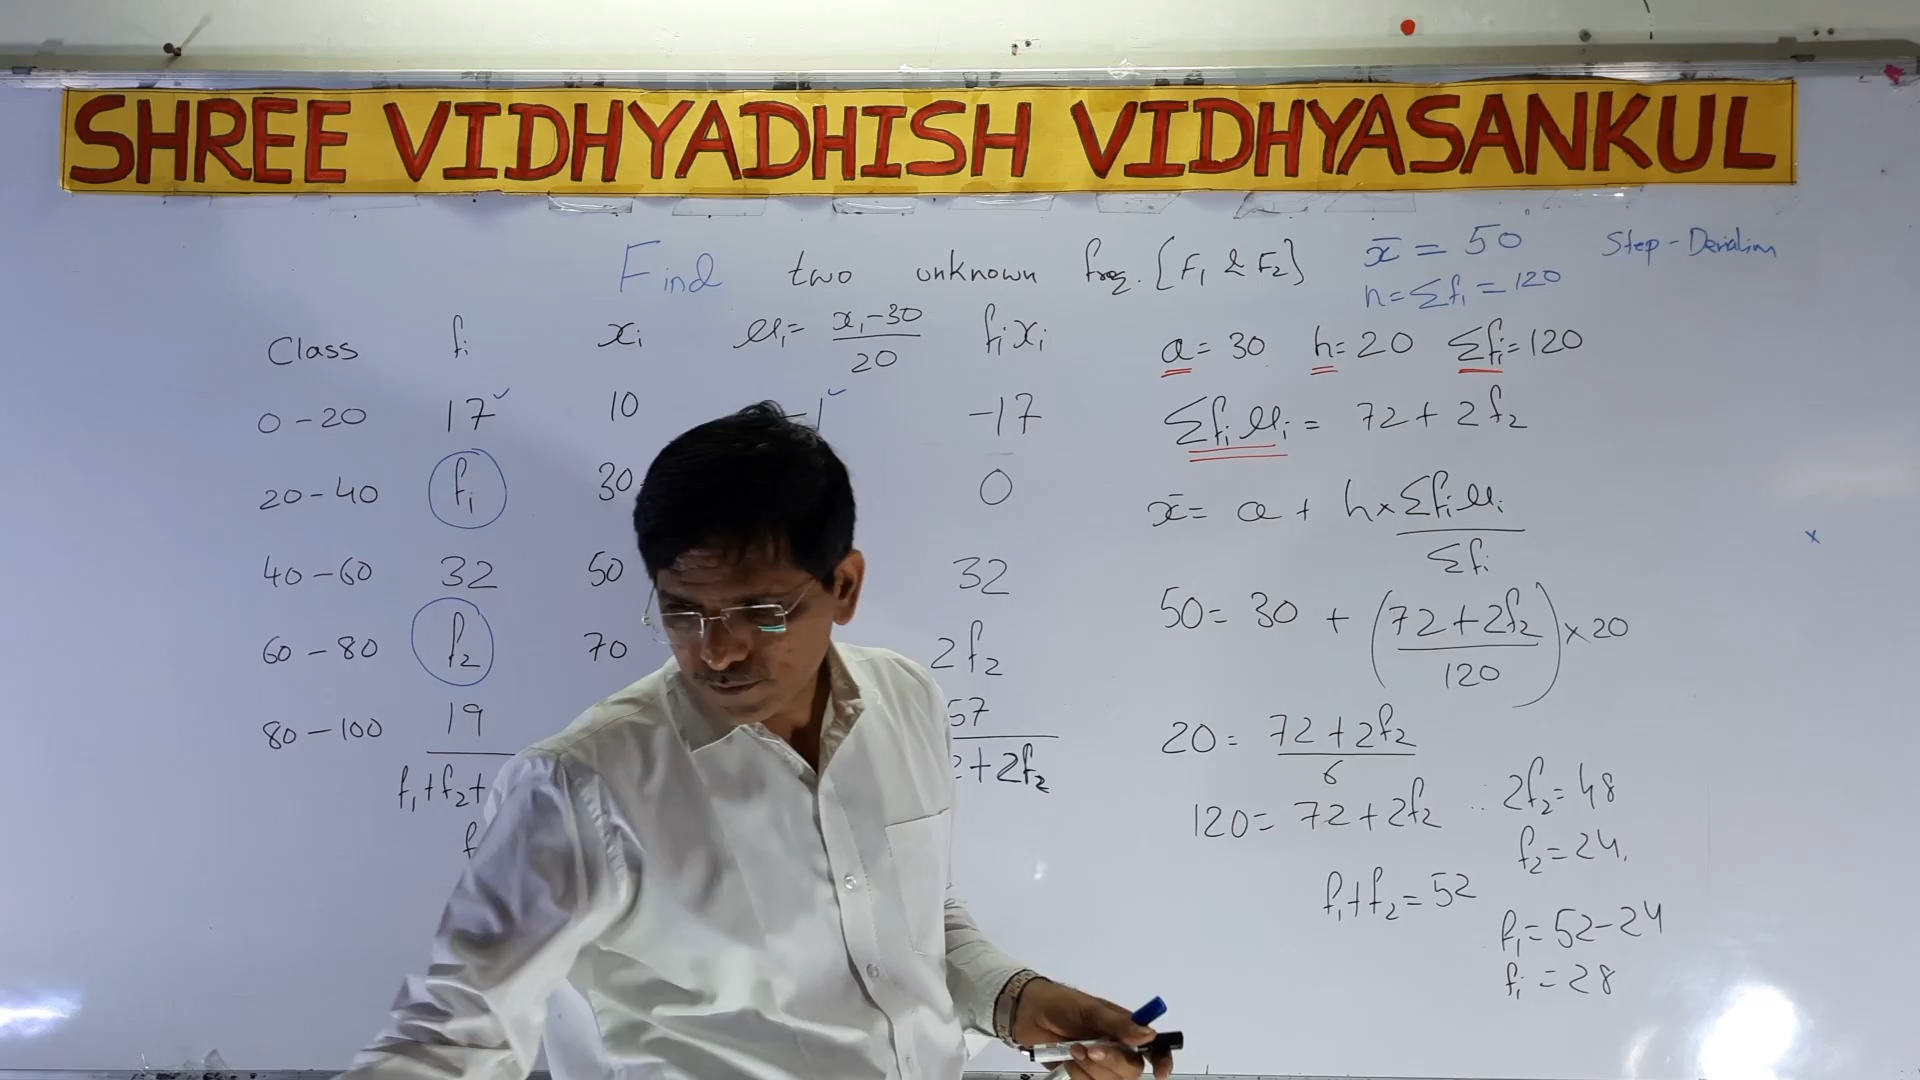 SHREE VIDHYADHISH VIDHYASANKUL
Find two unknown freq. [F₁ & F₂]
x̄ = 50
Step-Deviation
n = Σfᵢ = 120
Class fᵢ xᵢ uᵢ = (xᵢ-30)/20 fᵢxᵢ
0-20 17 10 -1 -17
20-40 f₁ 30 0
40-60 32 50 32
60-80 f₂ 70 2f₂
80-100 19 57
f₁+f₂+
+2f₂
a = 30 h = 20 Σfᵢ = 120
Σfᵢuᵢ = 72 + 2f₂
x̄ = a + h × Σfᵢuᵢ/Σfᵢ
50 = 30 + (72+2f₂/120) × 20
20 = 72+2f₂/6
120 = 72+2f₂ ∴ 2f₂ = 48
f₂ = 24.
f₁+f₂ = 52
f₁ = 52-24
f₁ = 28